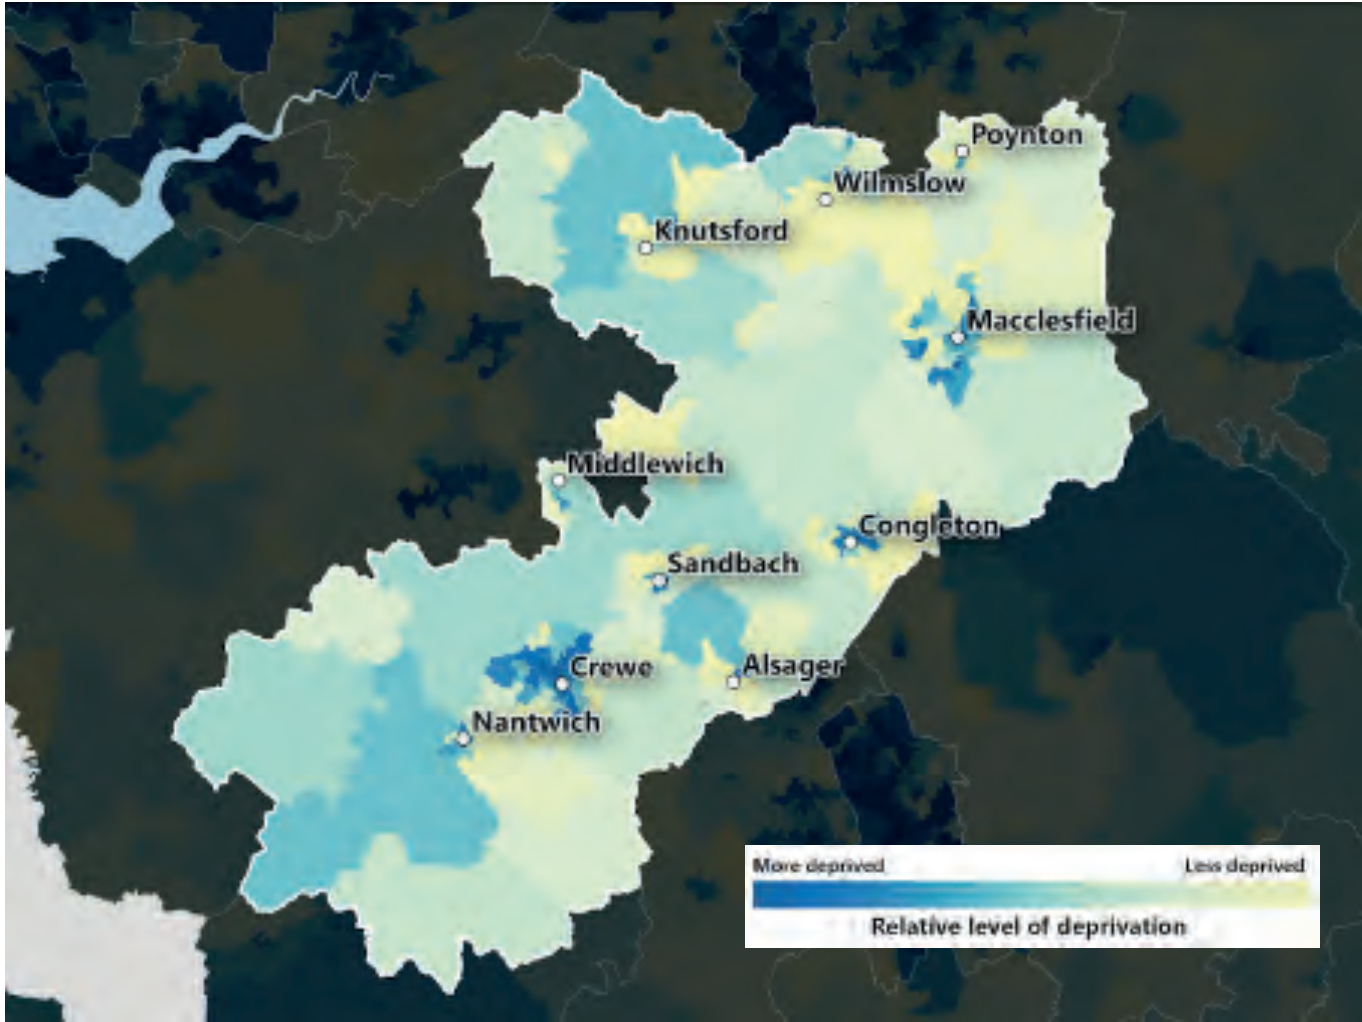 Poynton
Wilmslow
Knutsford
Macclesfield
Middlewich
Congleton
Sandbach
Crewe
Alsager
Nantwich
More deprived
Less deprived
Relative level of deprivation